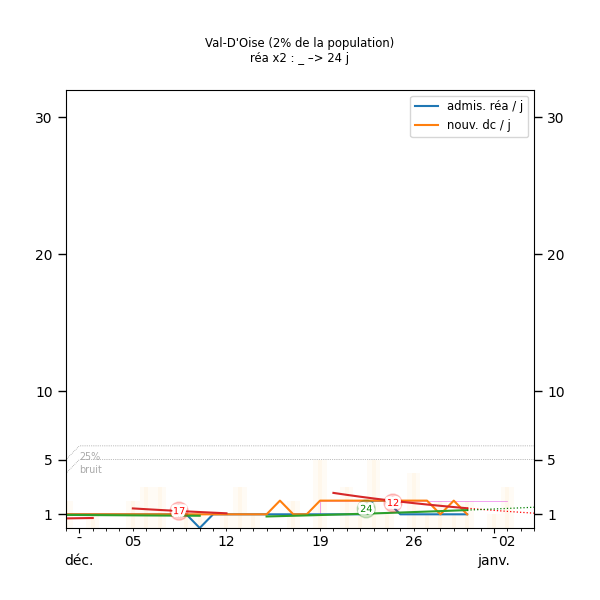 Val-D'Oise (2% de la population)
réa x2 : _ –> 24 j
admis. réa / j
nouv. dc / j
30 30
20 20
10 10
5 5
1 1
25%
bruit
17
24
12
- 05 12 19 26 - 02
déc. janv.